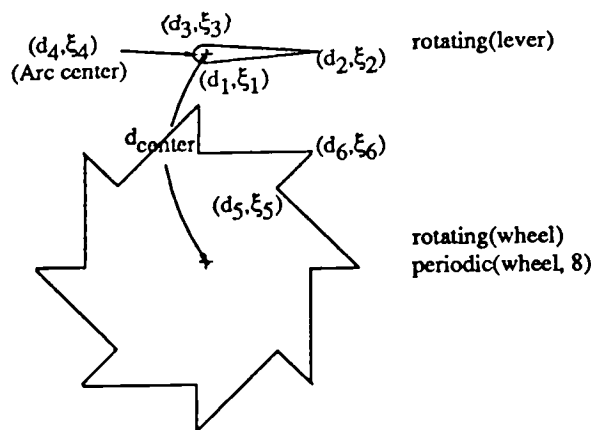 (d₃,ξ₃)
(d₄,ξ₄)
(Arc center)
(d₁,ξ₁)
(d₂,ξ₂)
rotating(lever)
d_center
(d₆,ξ₆)
(d₅,ξ₅)
rotating(wheel)
periodic(wheel, 8)